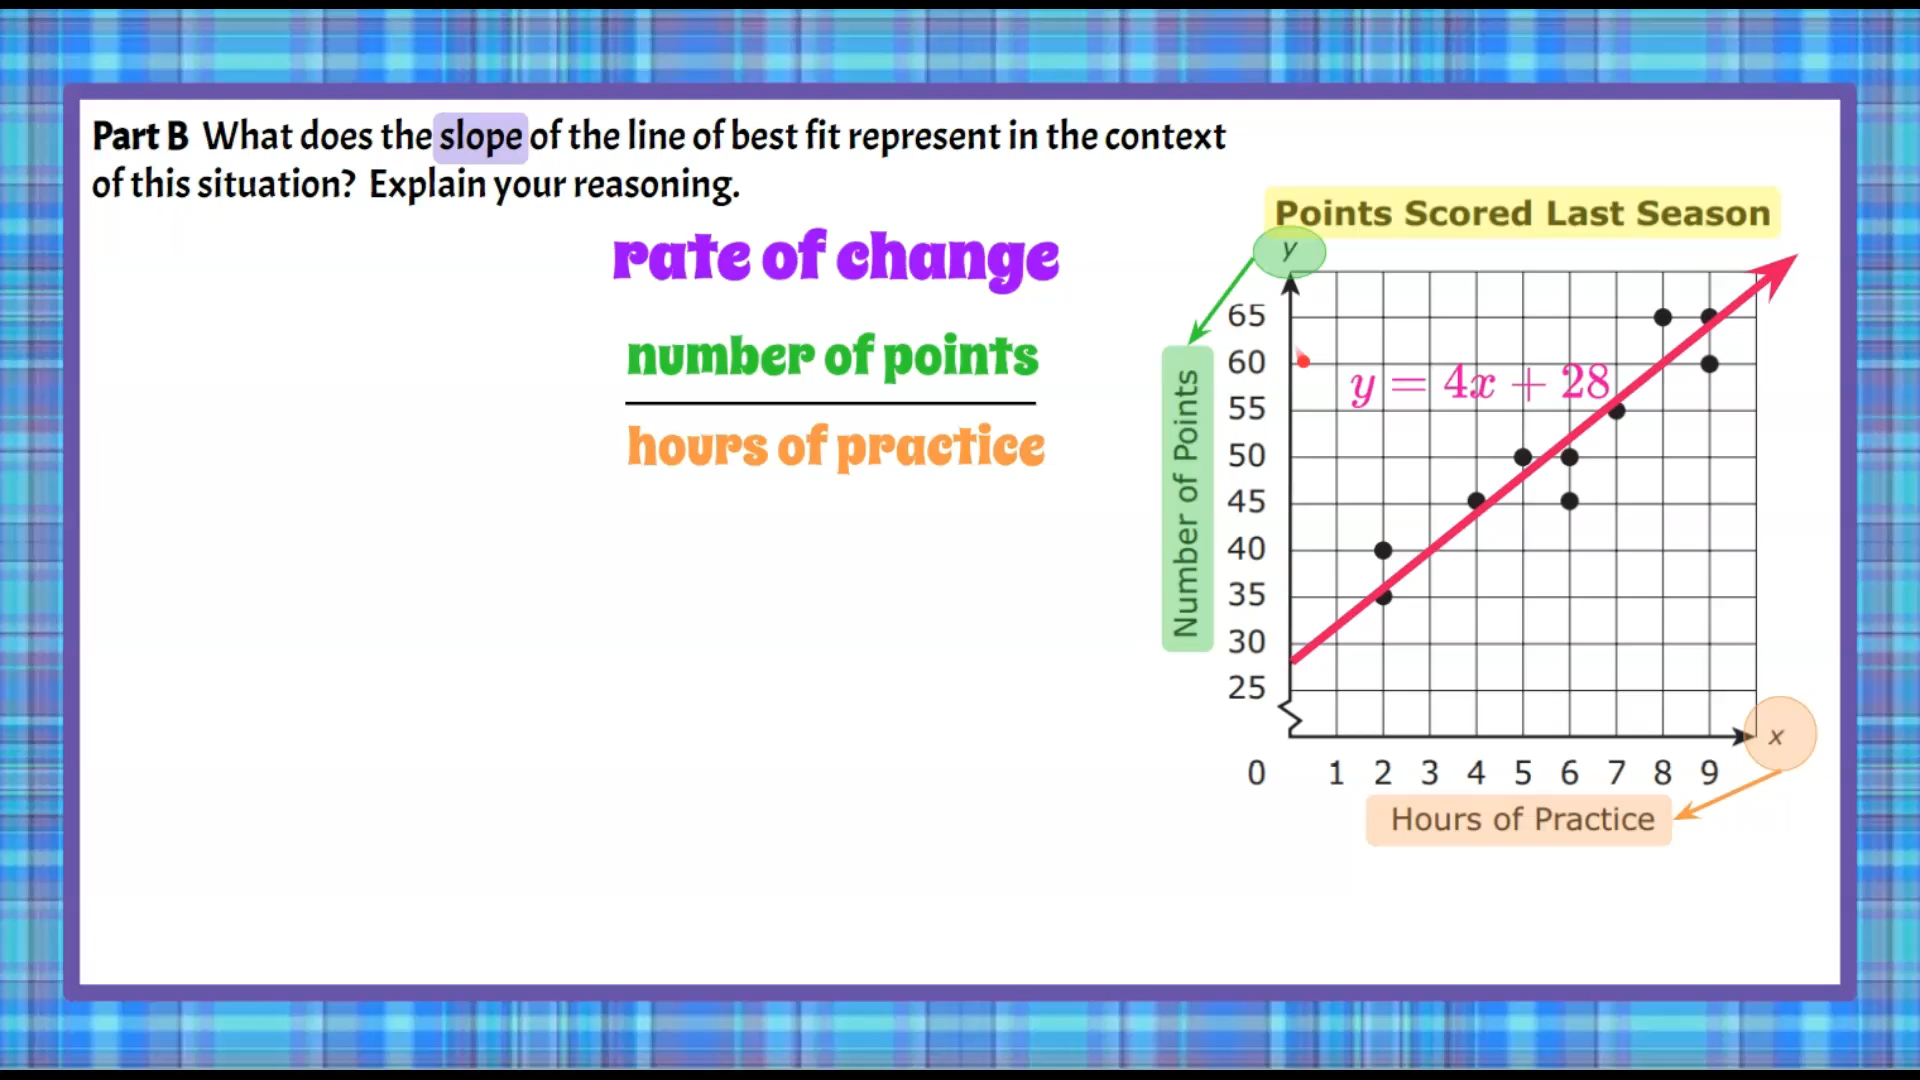 Part B What does the slope of the line of best fit represent in the context
of this situation? Explain your reasoning.
rate of change
number of points
hours of practice
Points Scored Last Season
y
65
60
55
50
45
40
35
30
25
Number of Points
y = 4x + 28
x
0 1 2 3 4 5 6 7 8 9
Hours of Practice